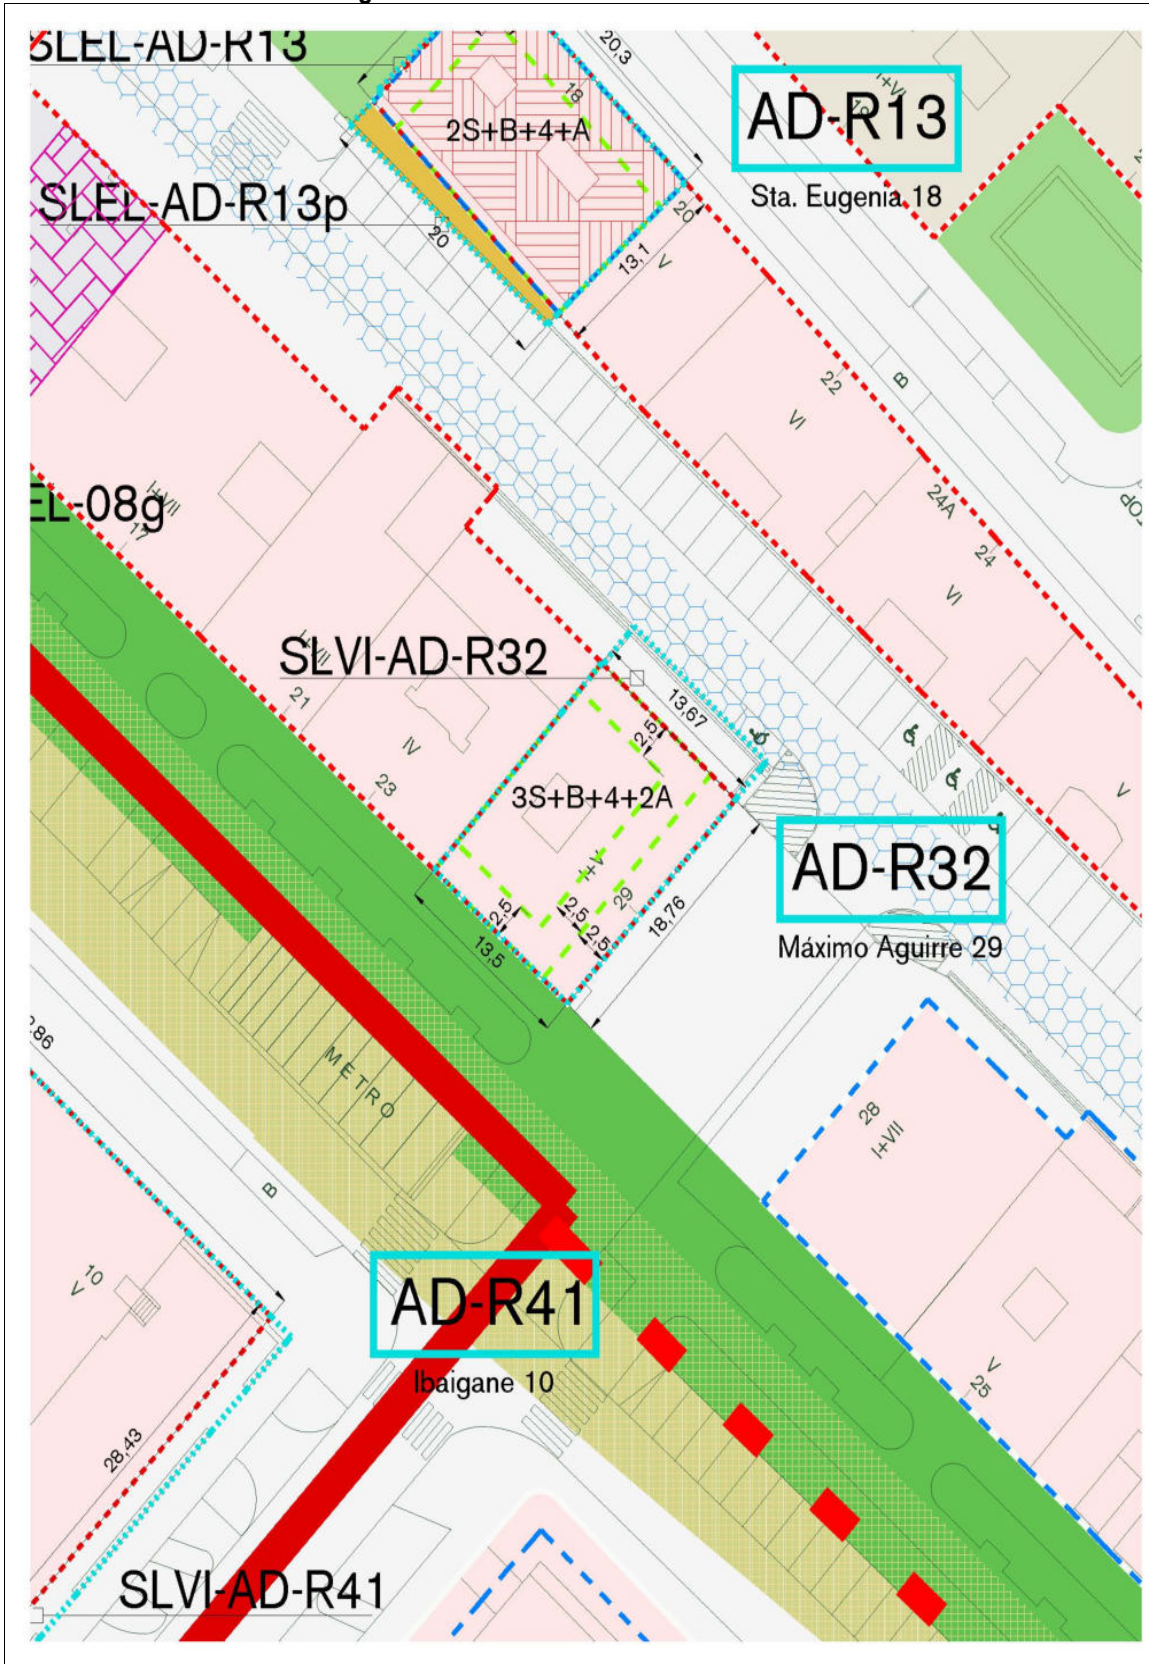 SLEL-AD-R13
20,3
I+VI
19
AD-R13
Sta. Eugenia 18
18
2S+B+4+A
SLEL-AD-R13p
20
20
13,1
V
22
B
VI
24A
24
VI
EL-08g
I+VII
17
SLVI-AD-R32
21
IV
23
13,67
2,5
3S+B+4+2A
I+V
29
2,5
2,5
2,5
13,5
18,76
V
AD-R32
Máximo Aguirre 29
METRO
28
I+VII
B
10
V
AD-R41
Ibaigane 10
V
25
28,43
SLVI-AD-R41